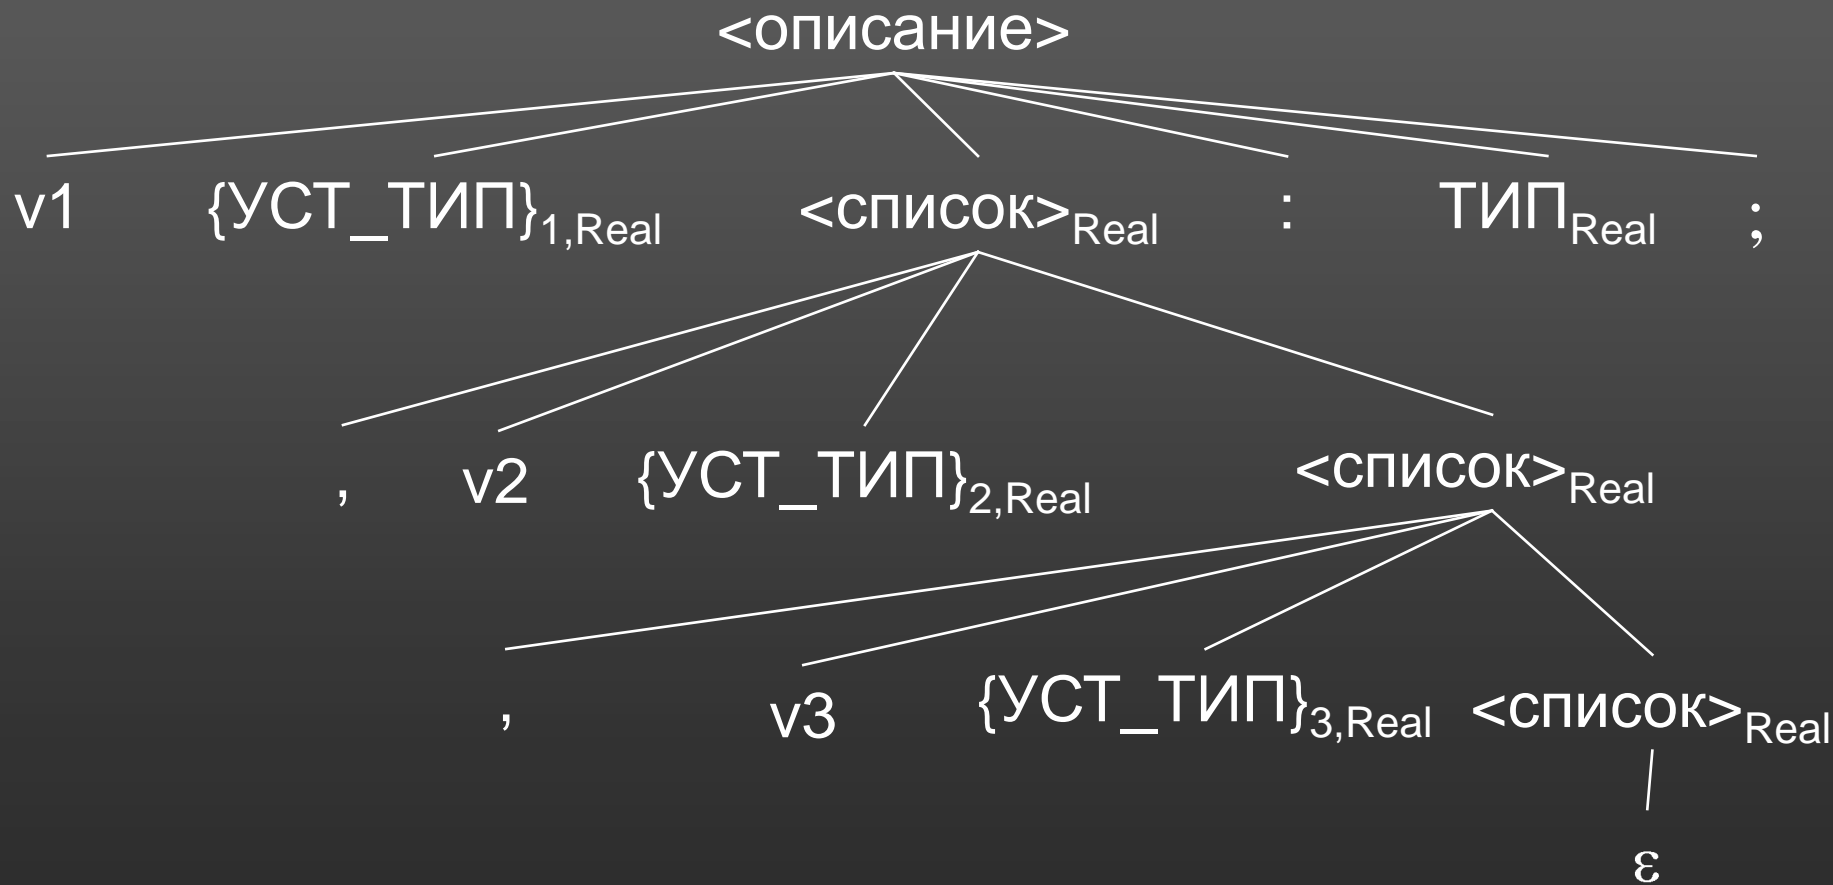 <описание>
v1 {УСТ_ТИП}1,Real <список>Real : ТИПReal ;
, v2 {УСТ_ТИП}2,Real <список>Real
, v3 {УСТ_ТИП}3,Real <список>Real
ε